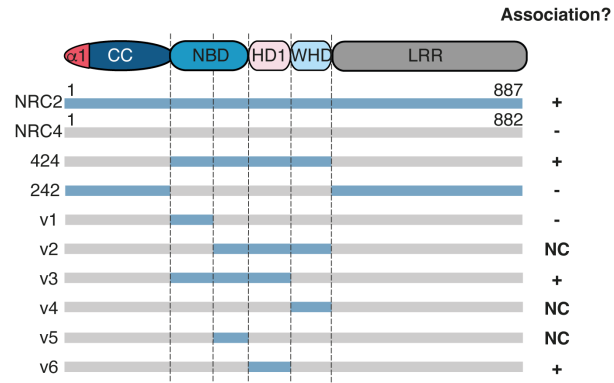 Association?
α1 CC NBD HD1 WHD LRR
1 887
NRC2 +
1 882
NRC4 -
424 +
242 -
v1 -
v2 NC
v3 +
v4 NC
v5 NC
v6 +